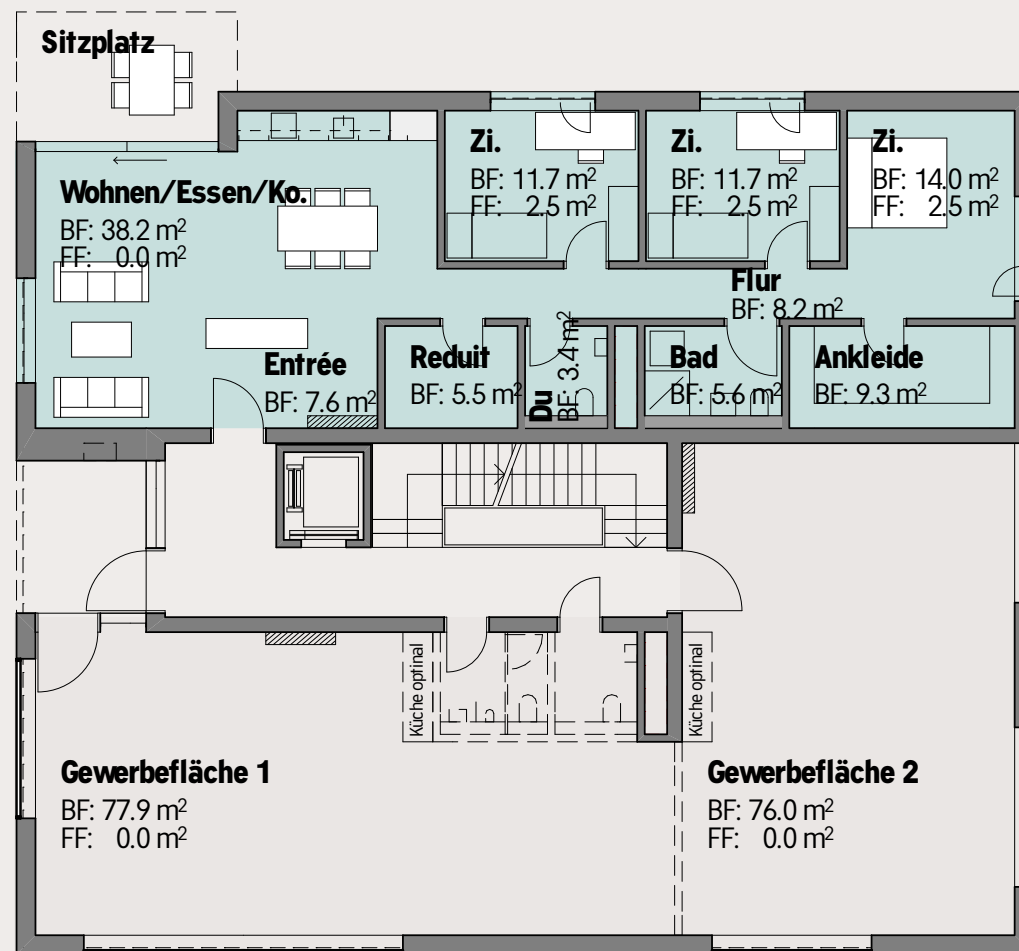 Sitzplatz
Wohnen/Essen/Ko.
BF: 38.2 m²
FF: 0.0 m²
Zi.
BF: 11.7 m²
FF: 2.5 m²
Zi.
BF: 11.7 m²
FF: 2.5 m²
Zi.
BF: 14.0 m²
FF: 2.5 m²
Flur
BF: 8.2 m²
Entrée
BF: 7.6 m²
Reduit
BF: 5.5 m²
Du
BF: 3.4 m²
Bad
BF: 5.6 m²
Ankleide
BF: 9.3 m²
Küche optinal
Küche optinal
Gewerbefläche 1
BF: 77.9 m²
FF: 0.0 m²
Gewerbefläche 2
BF: 76.0 m²
FF: 0.0 m²